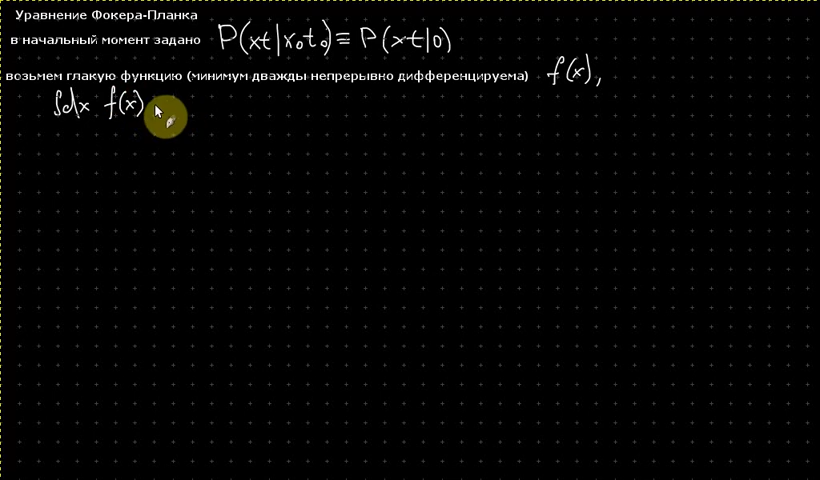 Уравнение Фокера-Планка
в начальный момент задано P(xt|x₀t₀) ≡ P(xt|0)
возьмем глакую функцию (минимум дважды непрерывно дифференцируема) f(x),
∫dx f(x)